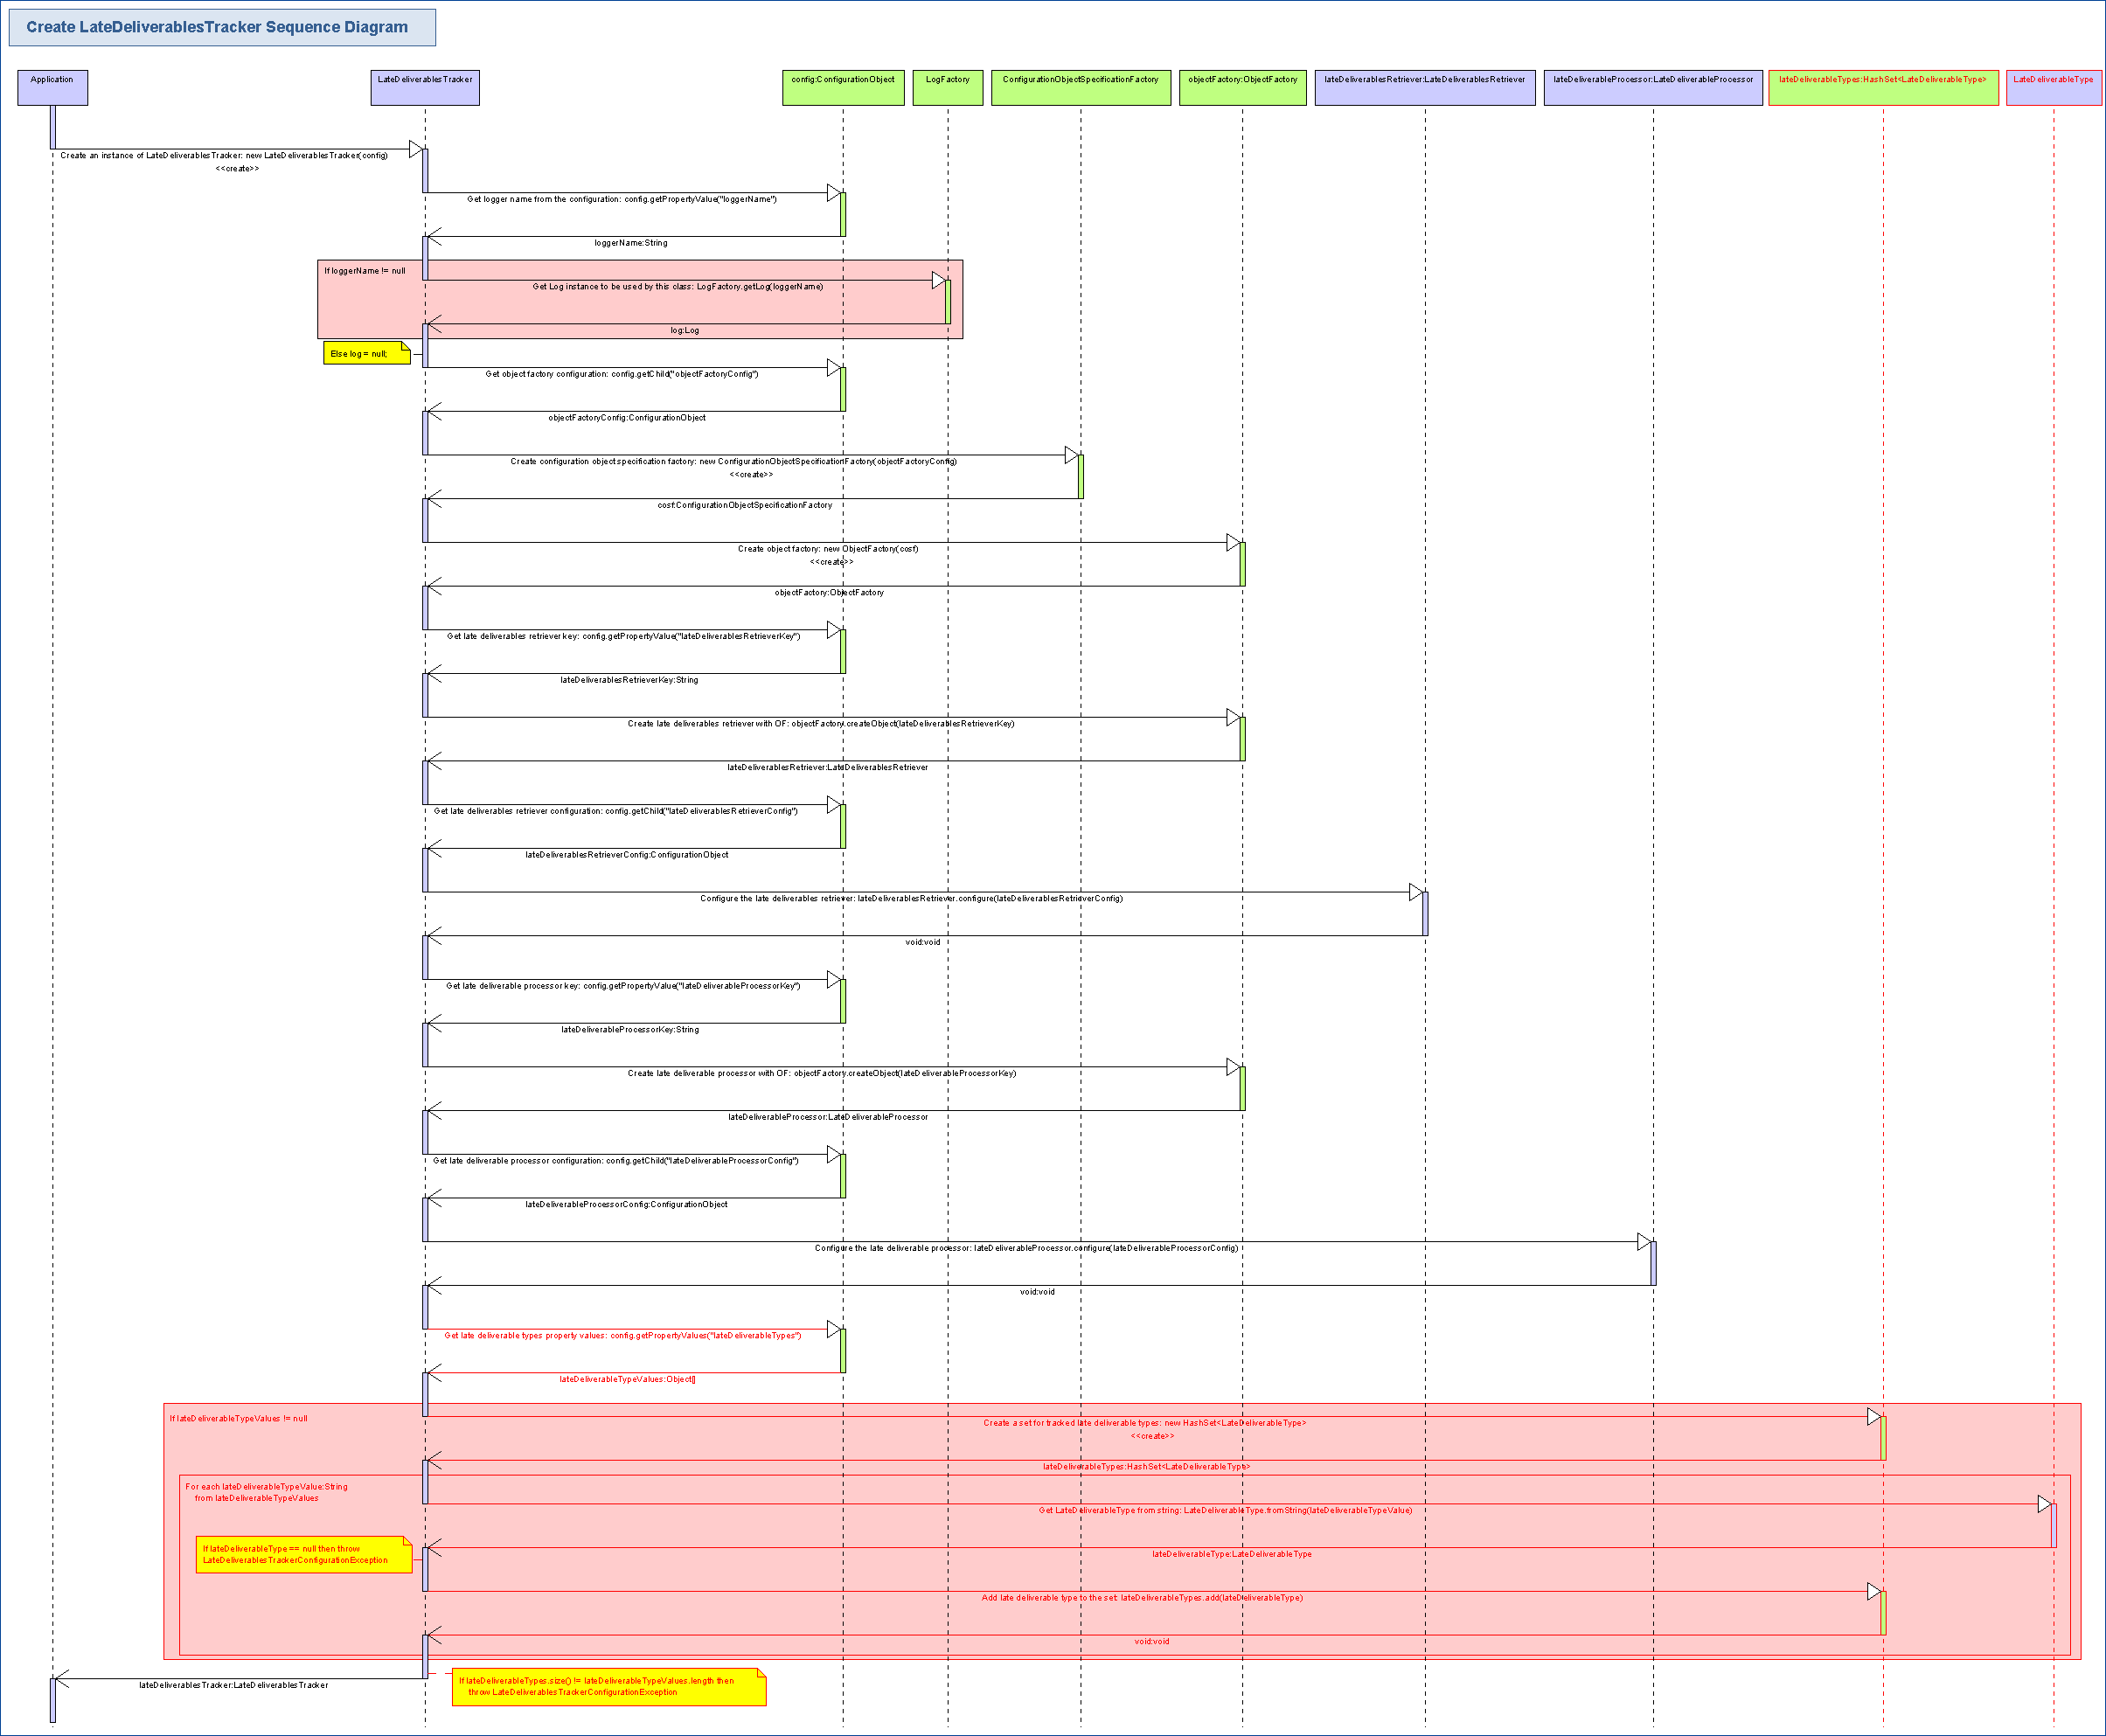 Create LateDeliverablesTracker Sequence Diagram
Application
LateDeliverablesTracker
config:ConfigurationObject
LogFactory
ConfigurationObjectSpecificationFactory
objectFactory:ObjectFactory
lateDeliverablesRetriever:LateDeliverablesRetriever
lateDeliverableProcessor:LateDeliverableProcessor
lateDeliverableTypes:HashSet<LateDeliverableType>
LateDeliverableType
Create an instance of LateDeliverablesTracker: new LateDeliverablesTracker(config)
<<create>>
Get logger name from the configuration: config.getPropertyValue("loggerName")
loggerName:String
If loggerName != null
Get Log instance to be used by this class: LogFactory.getLog(loggerName)
log:Log
Else log = null;
Get object factory configuration: config.getChild("objectFactoryConfig")
objectFactoryConfig:ConfigurationObject
Create configuration object specification factory: new ConfigurationObjectSpecificationFactory(objectFactoryConfig)
<<create>>
cosf:ConfigurationObjectSpecificationFactory
Create object factory: new ObjectFactory(cosf)
<<create>>
objectFactory:ObjectFactory
Get late deliverables retriever key: config.getPropertyValue("lateDeliverablesRetrieverKey")
lateDeliverablesRetrieverKey:String
Create late deliverables retriever with OF: objectFactory.createObject(lateDeliverablesRetrieverKey)
lateDeliverablesRetriever:LateDeliverablesRetriever
Get late deliverables retriever configuration: config.getChild("lateDeliverablesRetrieverConfig")
lateDeliverablesRetrieverConfig:ConfigurationObject
Configure the late deliverables retriever: lateDeliverablesRetriever.configure(lateDeliverablesRetrieverConfig)
void:void
Get late deliverable processor key: config.getPropertyValue("lateDeliverableProcessorKey")
lateDeliverableProcessorKey:String
Create late deliverable processor with OF: objectFactory.createObject(lateDeliverableProcessorKey)
lateDeliverableProcessor:LateDeliverableProcessor
Get late deliverable processor configuration: config.getChild("lateDeliverableProcessorConfig")
lateDeliverableProcessorConfig:ConfigurationObject
Configure the late deliverable processor: lateDeliverableProcessor.configure(lateDeliverableProcessorConfig)
void:void
Get late deliverable types property values: config.getPropertyValues("lateDeliverableTypes")
lateDeliverableTypeValues:Object[]
If lateDeliverableTypeValues != null
Create a set for tracked late deliverable types: new HashSet<LateDeliverableType>
<<create>>
lateDeliverableTypes:HashSet<LateDeliverableType>
For each lateDeliverableTypeValue:String
from lateDeliverableTypeValues
Get LateDeliverableType from string: LateDeliverableType.fromString(lateDeliverableTypeValue)
If lateDeliverableType == null then throw
LateDeliverablesTrackerConfigurationException
lateDeliverableType:LateDeliverableType
Add late deliverable type to the set: lateDeliverableTypes.add(lateDeliverableType)
void:void
lateDeliverablesTracker:LateDeliverablesTracker
If lateDeliverableTypes.size() != lateDeliverableTypeValues.length then
throw LateDeliverablesTrackerConfigurationException